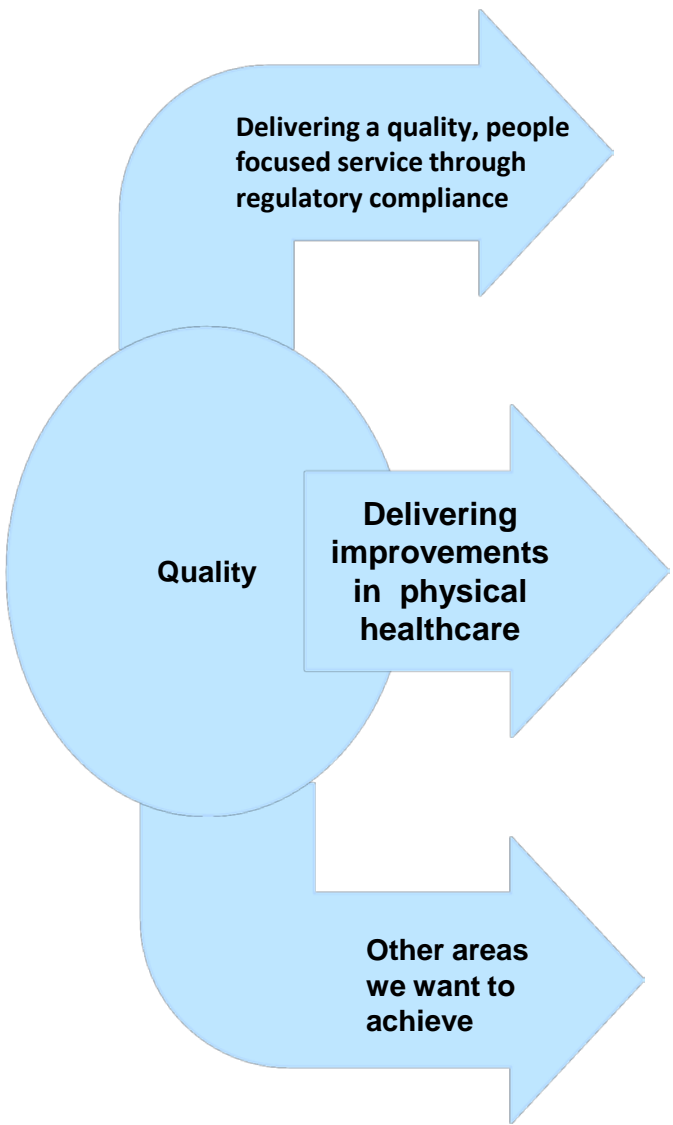 Delivering a quality, people
focused service through
regulatory compliance
Quality
Delivering
improvements
in physical
healthcare
Other areas
we want to
achieve